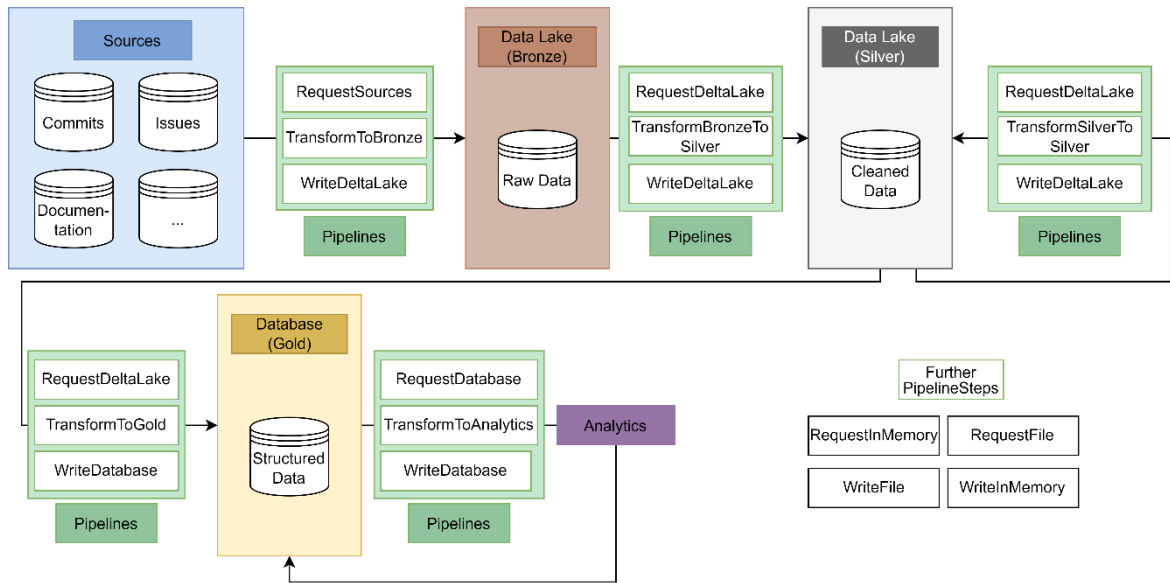 Sources
Commits
Issues
Documen-
tation
...
RequestSources
TransformToBronze
WriteDeltaLake
Pipelines
Data Lake
(Bronze)
Raw Data
RequestDeltaLake
TransformBronzeTo
Silver
WriteDeltaLake
Pipelines
Data Lake
(Silver)
Cleaned
Data
RequestDeltaLake
TransformSilverTo
Silver
WriteDeltaLake
Pipelines
RequestDeltaLake
TransformToGold
WriteDatabase
Pipelines
Database
(Gold)
Structured
Data
RequestDatabase
TransformToAnalytics
WriteDatabase
Pipelines
Analytics
Further
PipelineSteps
RequestInMemory
RequestFile
WriteFile
WriteInMemory